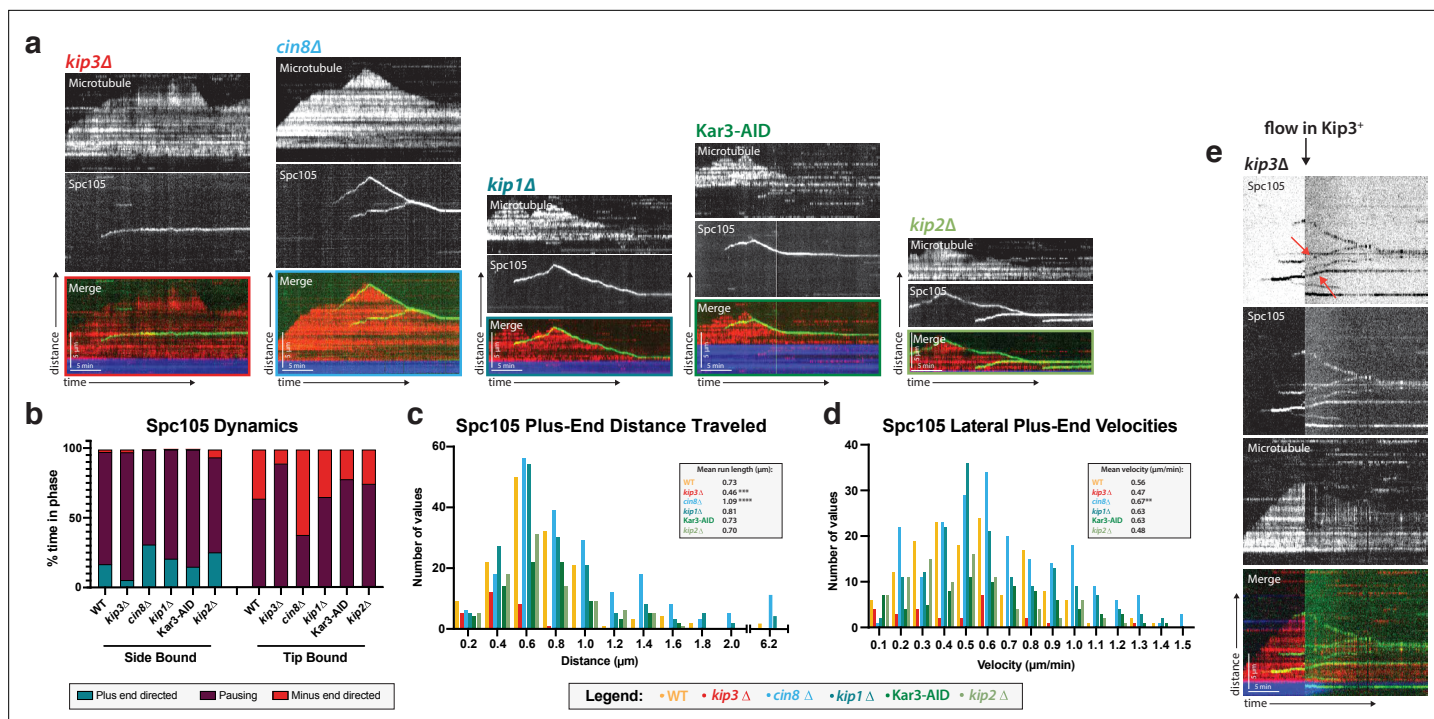 a
kip3Δ
Microtubule
Spc105
Merge
distance
5 μm
5 min
time
cin8Δ
Microtubule
Spc105
Merge
5 μm
5 min
time
kip1Δ
Microtubule
Spc105
Merge
distance
5 μm
5 min
time
Kar3-AID
Microtubule
Spc105
Merge
distance
5 μm
5 min
time
kip2Δ
Microtubule
Spc105
Merge
distance
5 μm
5 min
time
b
Spc105 Dynamics
% time in phase
100
50
0
WT
kip3Δ
cin8Δ
kip1Δ
Kar3-AID
kip2Δ
WT
kip3Δ
cin8Δ
kip1Δ
Kar3-AID
kip2Δ
Side Bound
Tip Bound
Plus end directed
Pausing
Minus end directed
c
Spc105 Plus-End Distance Traveled
Number of values
60
40
20
0
Mean run length (μm):
WT 0.73
kip3Δ 0.46 ***
cin8Δ 1.09 ****
kip1Δ 0.81
Kar3-AID 0.73
kip2Δ 0.70
0.2 0.4 0.6 0.8 1.0 1.2 1.4 1.6 1.8 2.0 6.2
Distance (μm)
d
Spc105 Lateral Plus-End Velocities
Number of values
40
30
20
10
0
Mean velocity (μm/min):
WT 0.56
kip3Δ 0.47
cin8Δ 0.67**
kip1Δ 0.63
Kar3-AID 0.63
kip2Δ 0.48
0.1 0.2 0.3 0.4 0.5 0.6 0.7 0.8 0.9 1.0 1.1 1.2 1.3 1.4 1.5
Velocity (μm/min)
Legend: WT kip3 Δ cin8 Δ kip1 Δ Kar3-AID kip2 Δ
e
flow in Kip3+
kip3Δ
Spc105
Spc105
Microtubule
Merge
distance
5 μm
5 min
time